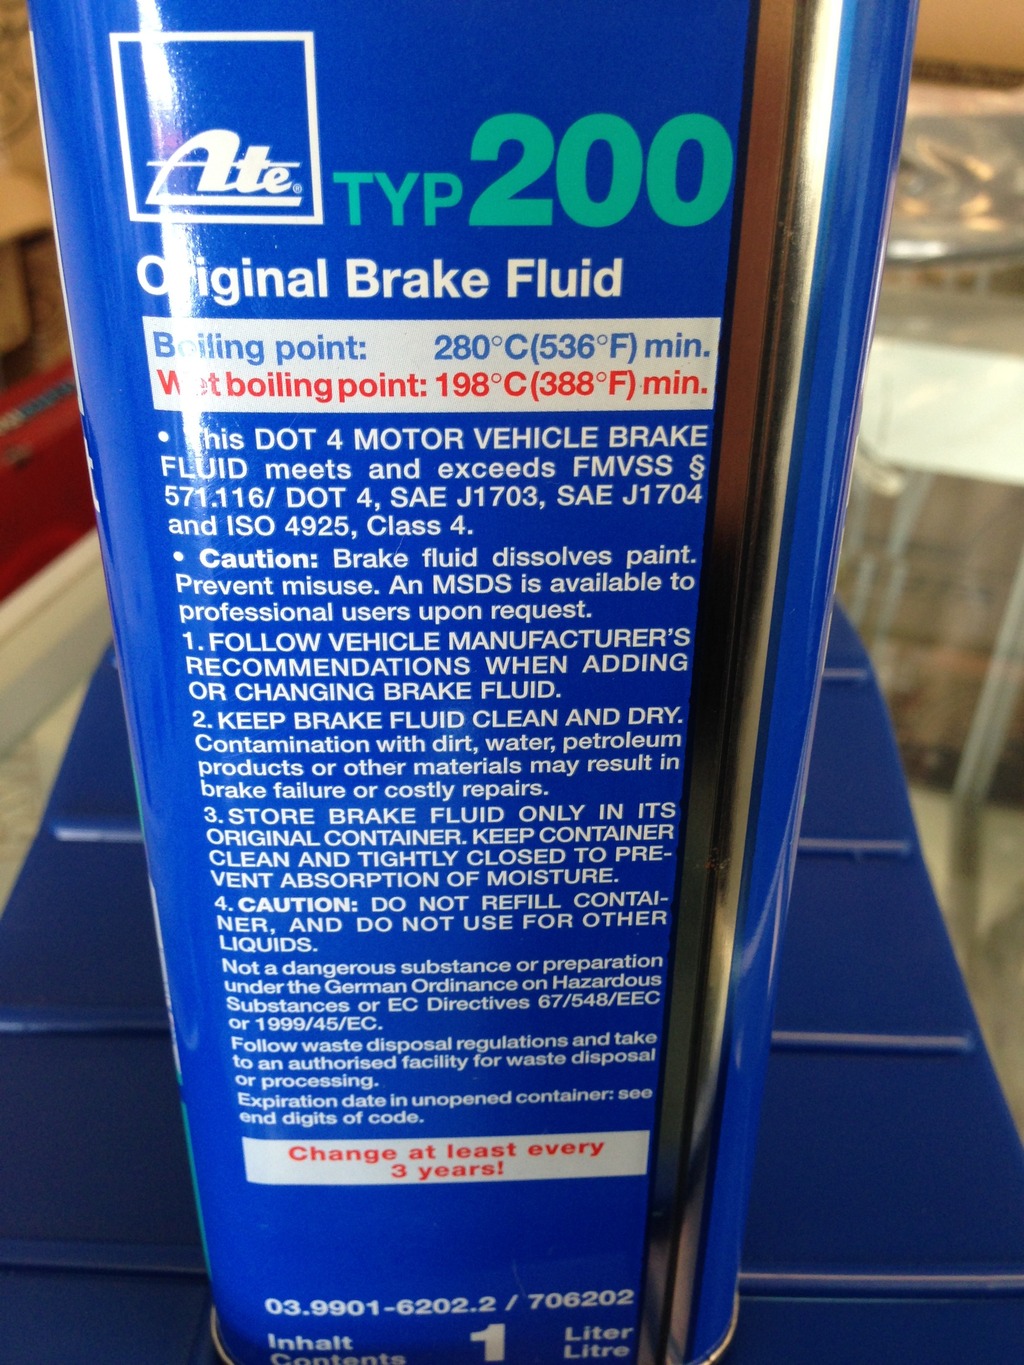 Ate®
TYP 200
Original Brake Fluid
Boiling point: 280°C(536°F) min.
Wet boiling point: 198°C(388°F) min.
• This DOT 4 MOTOR VEHICLE BRAKE
FLUID meets and exceeds FMVSS §
571.116/ DOT 4, SAE J1703, SAE J1704
and ISO 4925, Class 4.
• Caution: Brake fluid dissolves paint.
Prevent misuse. An MSDS is available to
professional users upon request.
1. FOLLOW VEHICLE MANUFACTURER'S
RECOMMENDATIONS WHEN ADDING
OR CHANGING BRAKE FLUID.
2. KEEP BRAKE FLUID CLEAN AND DRY.
Contamination with dirt, water, petroleum
products or other materials may result in
brake failure or costly repairs.
3. STORE BRAKE FLUID ONLY IN ITS
ORIGINAL CONTAINER. KEEP CONTAINER
CLEAN AND TIGHTLY CLOSED TO PRE-
VENT ABSORPTION OF MOISTURE.
4. CAUTION: DO NOT REFILL CONTAI-
NER, AND DO NOT USE FOR OTHER
LIQUIDS.
Not a dangerous substance or preparation
under the German Ordinance on Hazardous
Substances or EC Directives 67/548/EEC
or 1999/45/EC.
Follow waste disposal regulations and take
to an authorised facility for waste disposal
or processing.
Expiration date in unopened container: see
end digits of code.
Change at least every
3 years!
03.9901-6202.2 / 706202
Inhalt 1 Liter
Contents Litre